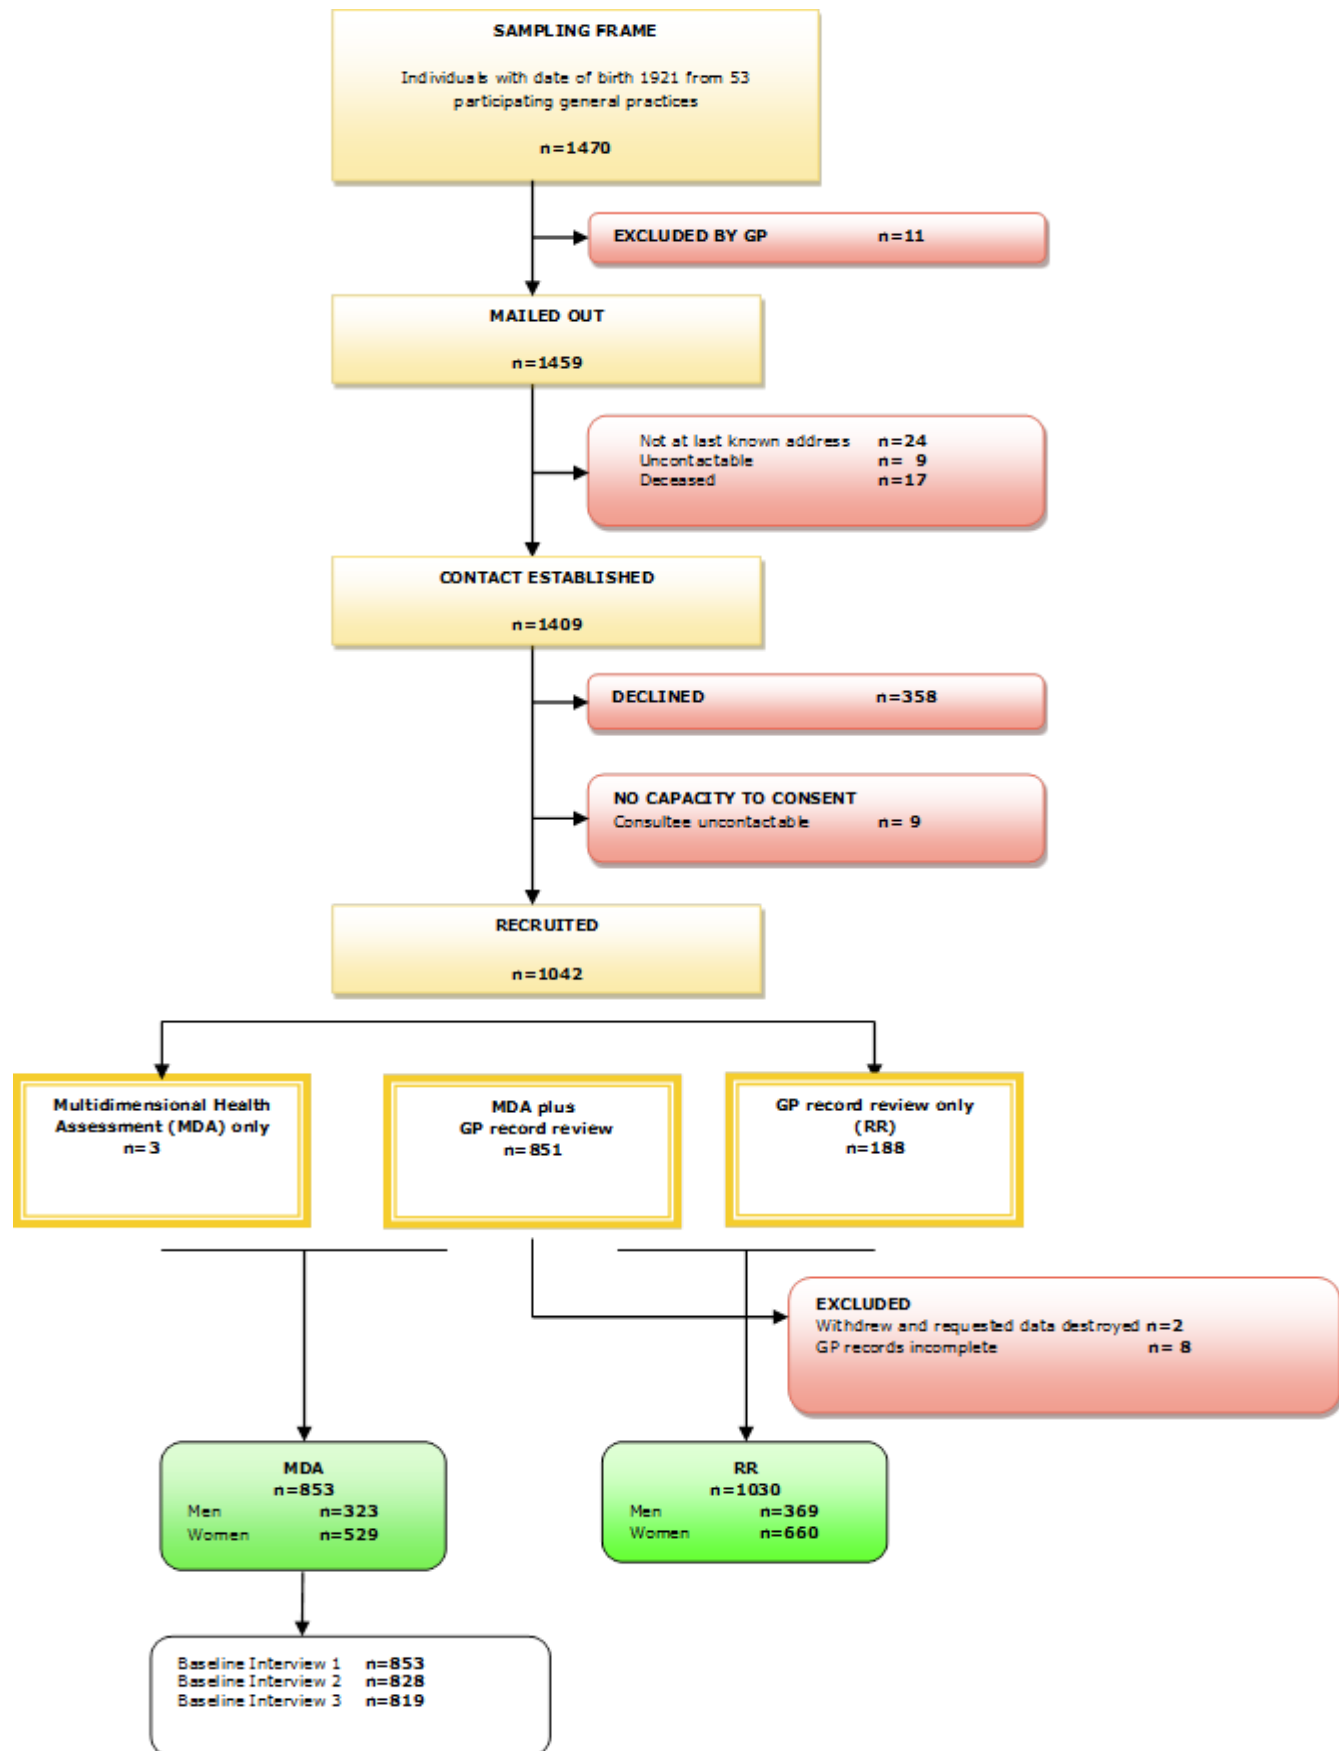 SAMPLING FRAME
Individuals with date of birth 1921 from 53
participating general practices
n=1470
EXCLUDED BY GP n=11
MAILED OUT
n=1459
Not at last known address n=24
Uncontactable n= 9
Deceased n=17
CONTACT ESTABLISHED
n=1409
DECLINED n=358
NO CAPACITY TO CONSENT
Consultee uncontactable n= 9
RECRUITED
n=1042
Multidimensional Health
Assessment (MDA) only
n=3
MDA plus
GP record review
n=851
GP record review only
(RR)
n=188
EXCLUDED
Withdrew and requested data destroyed n=2
GP records incomplete n= 8
MDA
n=853
Men n=323
Women n=529
RR
n=1030
Men n=369
Women n=660
Baseline Interview 1 n=853
Baseline Interview 2 n=828
Baseline Interview 3 n=819